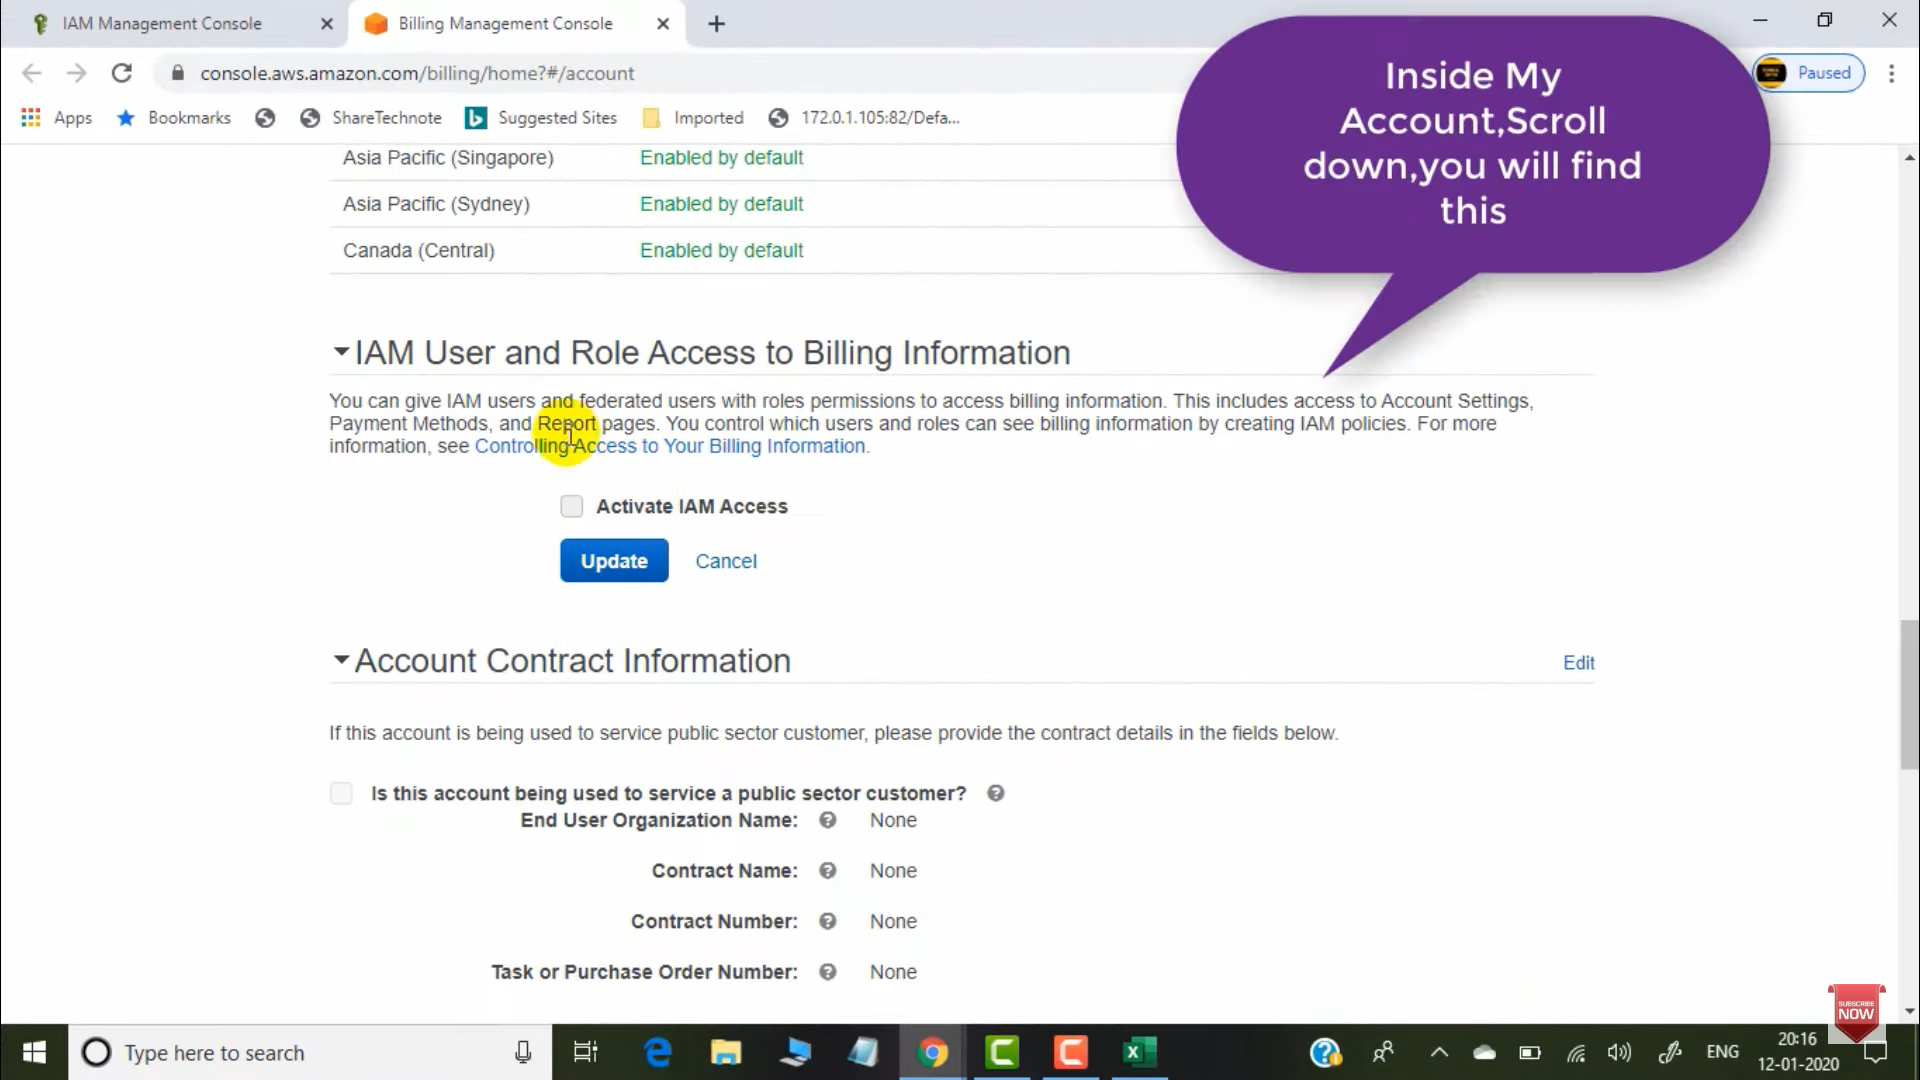 IAM Management Console
Billing Management Console
console.aws.amazon.com/billing/home?#/account
Paused
Apps
Bookmarks
ShareTechnote
Suggested Sites
Imported
172.0.1.105:82/Defa...
Inside My
Account,Scroll
down,you will find
this
Asia Pacific (Singapore) Enabled by default
Asia Pacific (Sydney) Enabled by default
Canada (Central) Enabled by default
IAM User and Role Access to Billing Information
You can give IAM users and federated users with roles permissions to access billing information. This includes access to Account Settings,
Payment Methods, and Report pages. You control which users and roles can see billing information by creating IAM policies. For more
information, see Controlling Access to Your Billing Information.
Activate IAM Access
Update Cancel
Account Contract Information Edit
If this account is being used to service public sector customer, please provide the contract details in the fields below.
Is this account being used to service a public sector customer?
End User Organization Name: None
Contract Name: None
Contract Number: None
Task or Purchase Order Number: None
SUBSCRIBE
NOW
Type here to search
ENG
20:16
12-01-2020